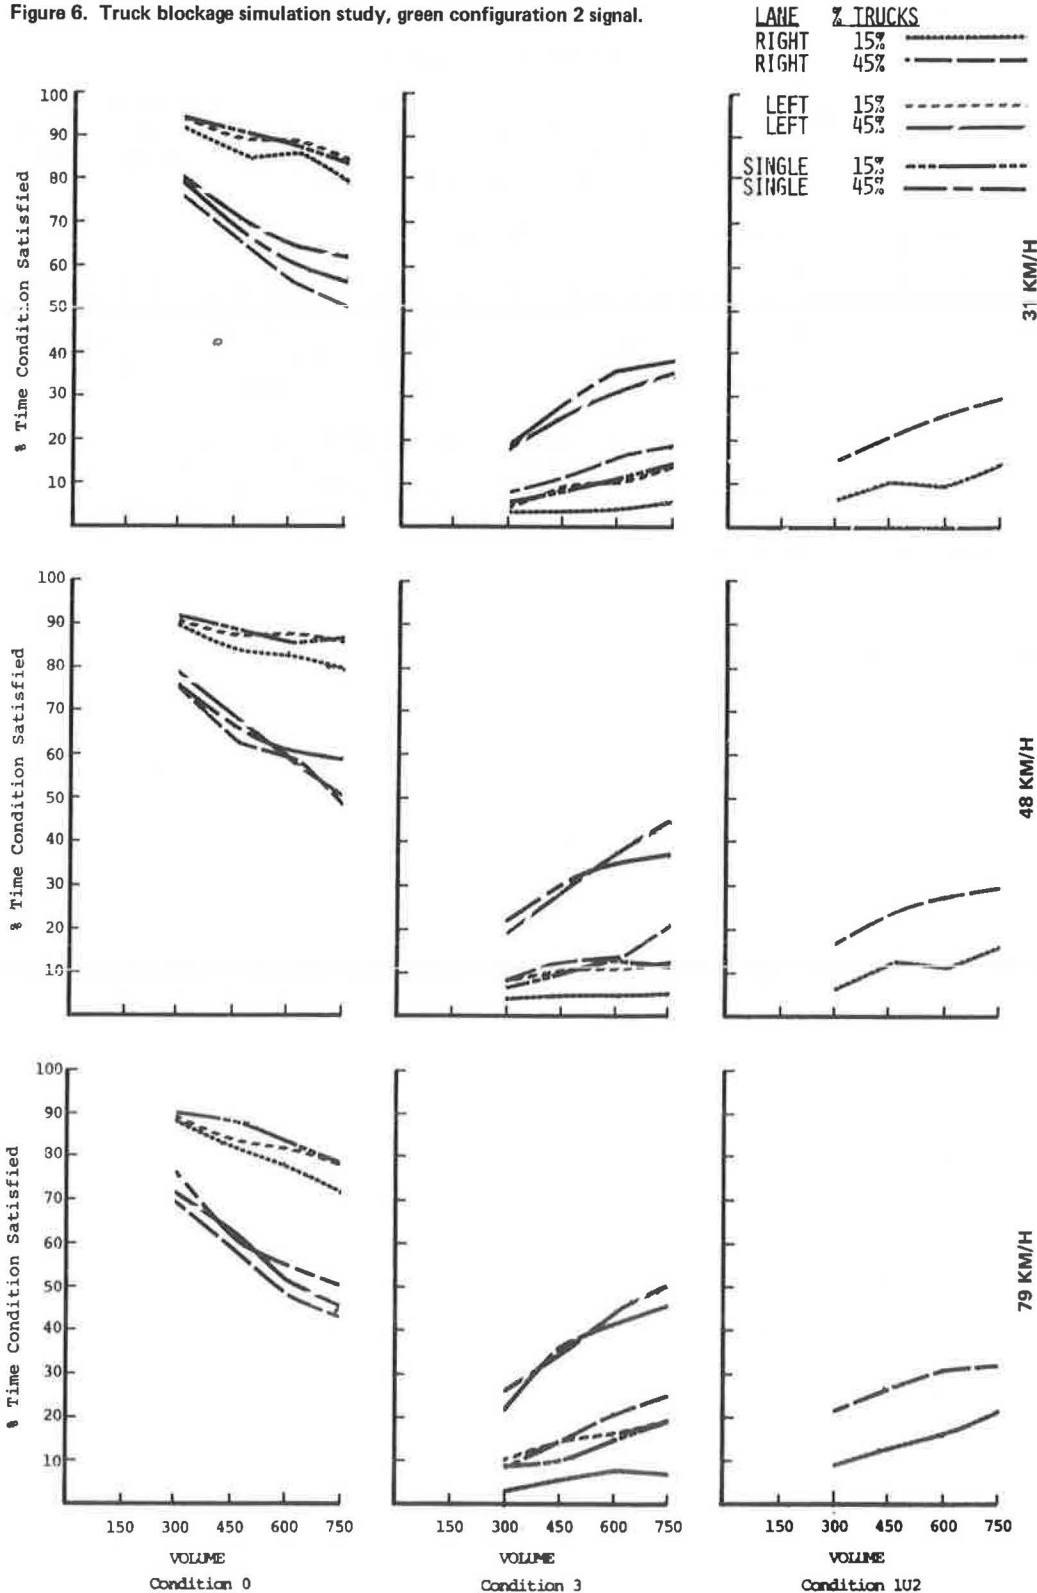 Figure 6. Truck blockage simulation study, green configuration 2 signal.
LANE % TRUCKS
RIGHT 15%
RIGHT 45%
LEFT 15%
LEFT 45%
SINGLE 15%
SINGLE 45%
% Time Condition Satisfied
100
90
80
70
60
50
40
30
20
10
31 KM/H
% Time Condition Satisfied
100
90
80
70
60
50
40
30
20
10
48 KM/H
% Time Condition Satisfied
100
90
80
70
60
50
40
30
20
10
79 KM/H
150 300 450 600 750
150 300 450 600 750
150 300 450 600 750
VOLUME
VOLUME
VOLUME
Condition 0
Condition 3
Condition 1U2